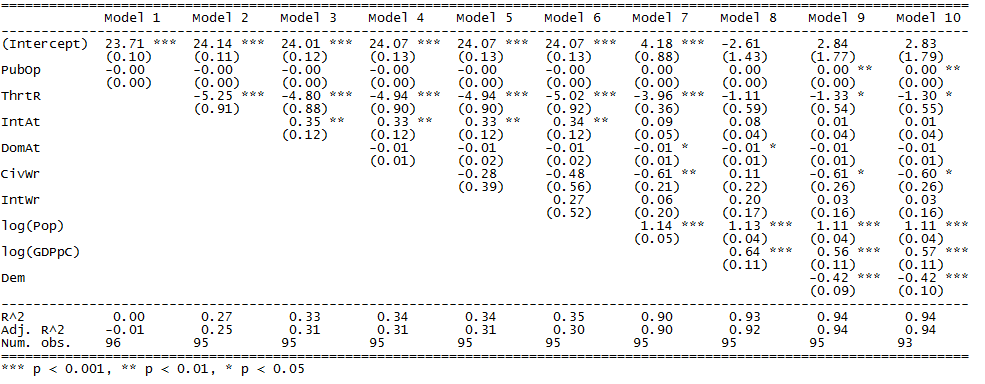 ==========================================================================================
Model 1 Model 2 Model 3 Model 4 Model 5 Model 6 Model 7 Model 8 Model 9 Model 10
------------------------------------------------------------------------------------------
(Intercept) 23.71 *** 24.14 *** 24.01 *** 24.07 *** 24.07 *** 24.07 *** 4.18 *** -2.61 2.84 2.83
(0.10) (0.11) (0.12) (0.13) (0.13) (0.13) (0.88) (1.43) (1.77) (1.79)
PubOp -0.00 -0.00 -0.00 -0.00 -0.00 -0.00 0.00 0.00 0.00 ** 0.00 **
(0.00) (0.00) (0.00) (0.00) (0.00) (0.00) (0.00) (0.00) (0.00) (0.00)
ThrtR -5.25 *** -4.80 *** -4.94 *** -4.94 *** -5.02 *** -3.96 *** -1.11 -1.33 * -1.30 *
(0.91) (0.88) (0.90) (0.90) (0.92) (0.36) (0.59) (0.54) (0.55)
IntAt 0.35 ** 0.33 ** 0.33 ** 0.34 ** 0.09 0.08 0.01 0.01
(0.12) (0.12) (0.12) (0.12) (0.05) (0.04) (0.04) (0.04)
DomAt -0.01 -0.01 -0.01 -0.01 * -0.01 * -0.01 -0.01
(0.01) (0.02) (0.02) (0.01) (0.01) (0.01) (0.01)
CivWr -0.28 -0.48 -0.61 ** 0.11 -0.61 * -0.60 *
(0.39) (0.56) (0.21) (0.22) (0.26) (0.26)
IntWr 0.27 0.06 0.20 0.03 0.03
(0.52) (0.20) (0.17) (0.16) (0.16)
log(Pop) 1.14 *** 1.13 *** 1.11 *** 1.11 ***
(0.05) (0.04) (0.04) (0.04)
log(GDPpC) 0.64 *** 0.56 *** 0.57 ***
(0.11) (0.11) (0.11)
Dem -0.42 *** -0.42 ***
(0.09) (0.10)
------------------------------------------------------------------------------------------
R^2 0.00 0.27 0.33 0.34 0.34 0.35 0.90 0.93 0.94 0.94
Adj. R^2 -0.01 0.25 0.31 0.31 0.31 0.30 0.90 0.92 0.94 0.94
Num. obs. 96 95 95 95 95 95 95 95 95 93
==========================================================================================
*** p < 0.001, ** p < 0.01, * p < 0.05